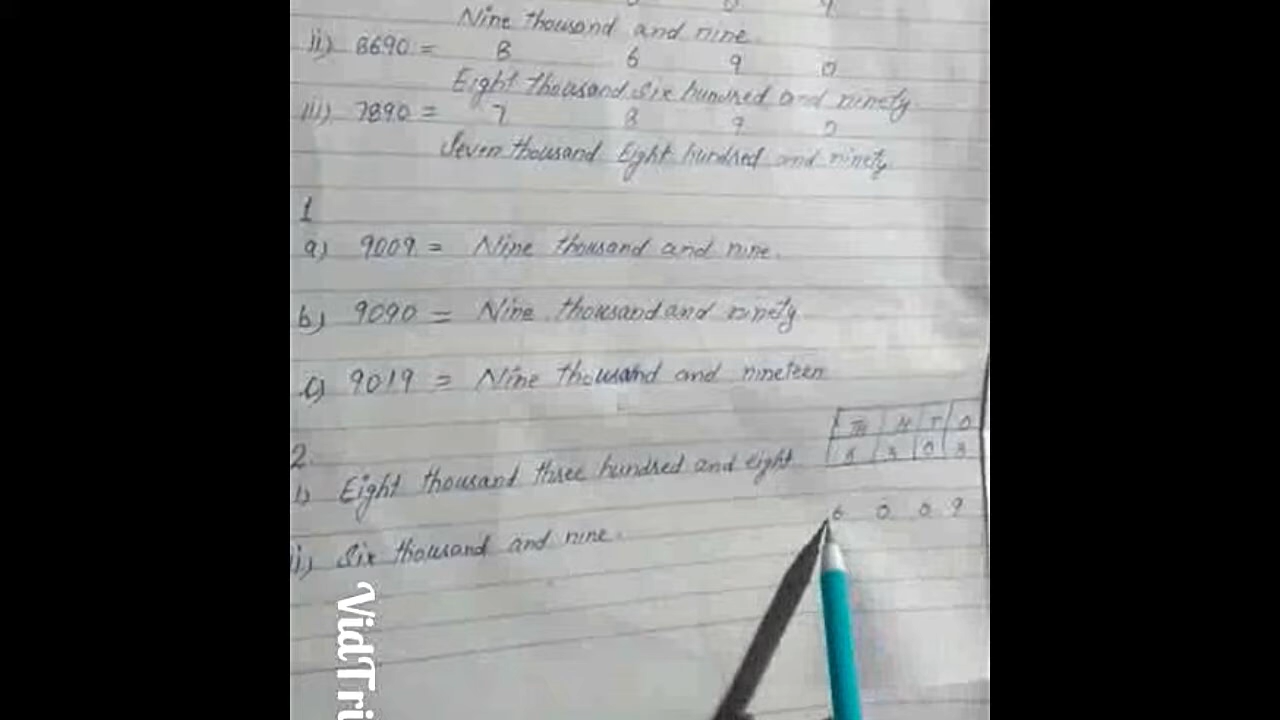 Nine thousand and nine.
ii) 8690 = 8 6 9 0
Eight thousand six hundred and ninety
iii) 7890 = 7 8 9 0
Seven thousand Eight hundred and ninety
1
a) 9009 = Nine thousand and nine.
b) 9090 = Nine thousand and ninety
c) 9019 = Nine thousand and nineteen
Th H T O
2.
8 3 0 8
i) Eight thousand three hundred and eight
6 0 0 9
ii) Six thousand and nine.
VidTri